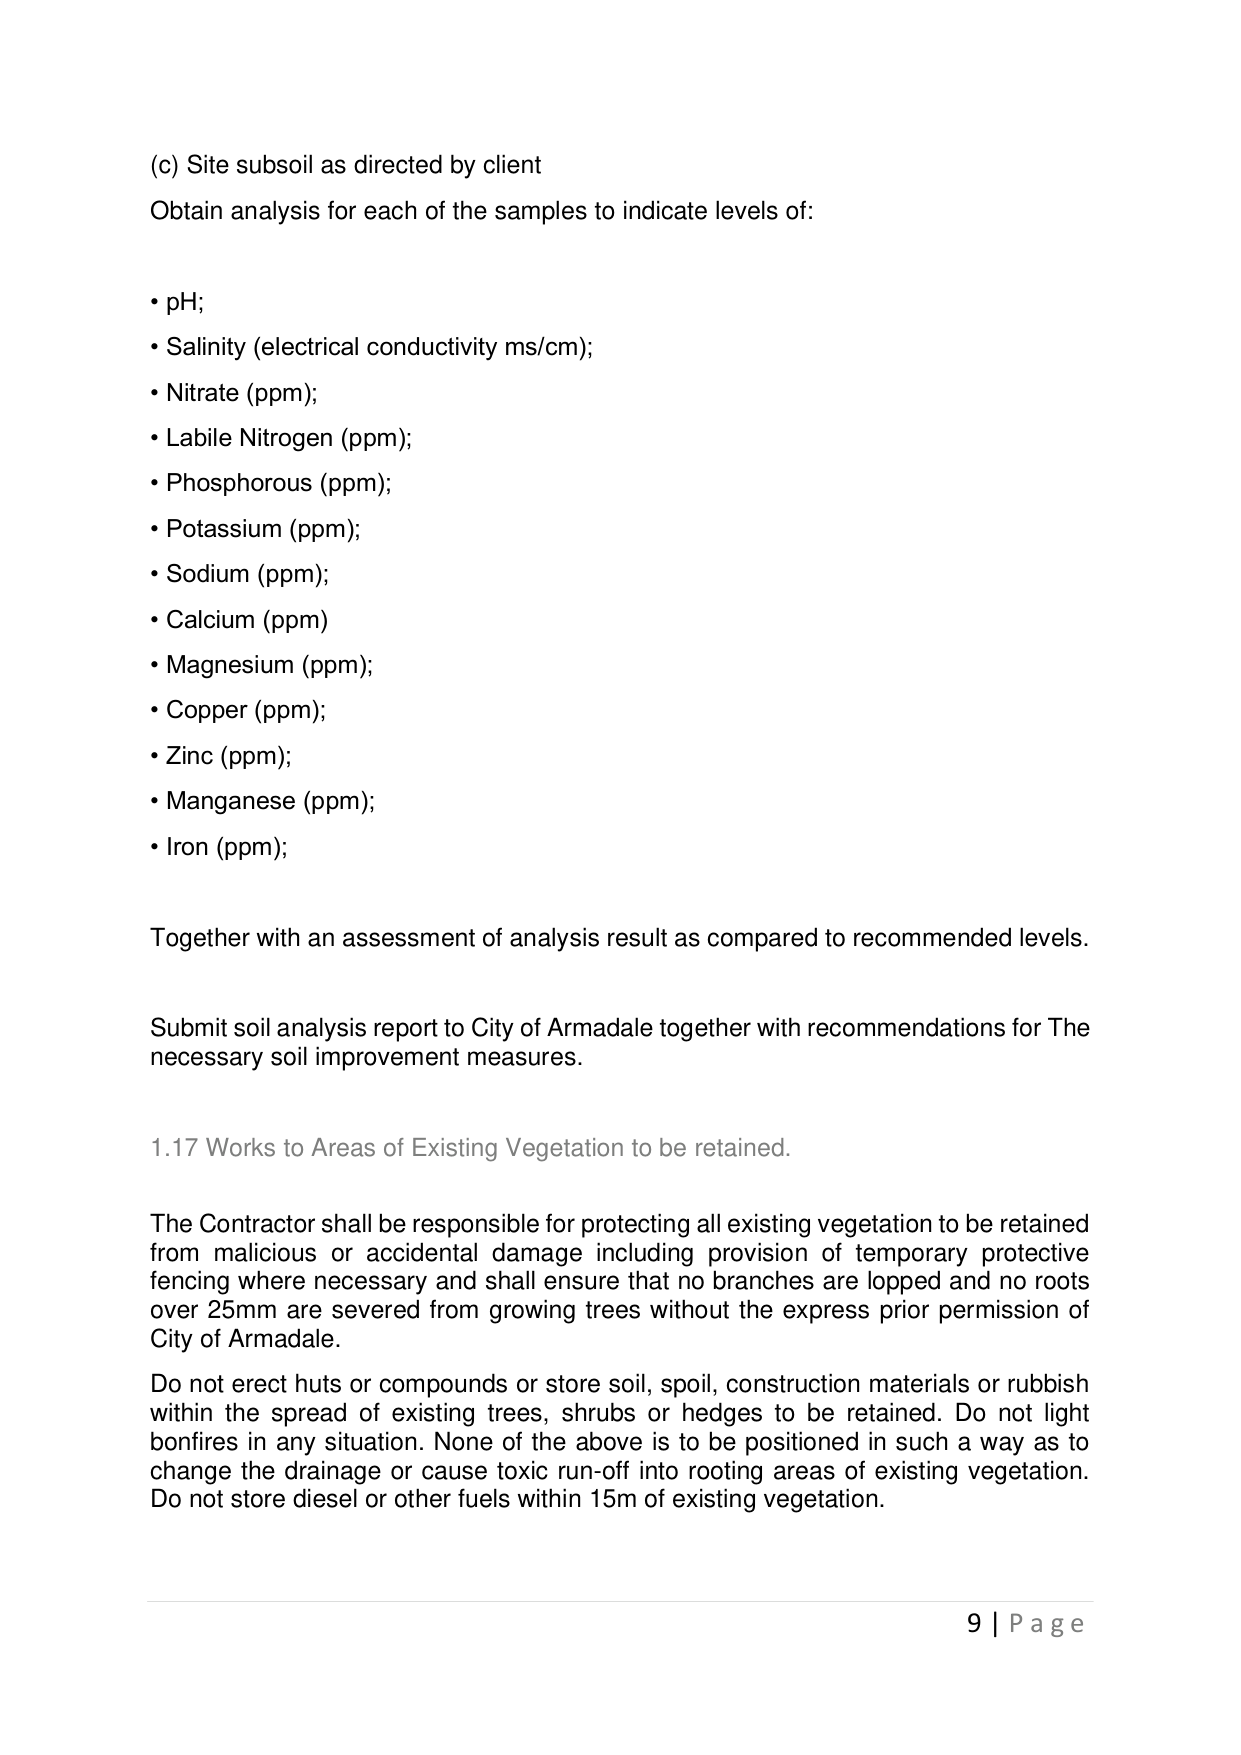 (c) Site subsoil as directed by client
Obtain analysis for each of the samples to indicate levels of:
• pH;
• Salinity (electrical conductivity ms/cm);
• Nitrate (ppm);
• Labile Nitrogen (ppm);
• Phosphorous (ppm);
• Potassium (ppm);
• Sodium (ppm);
• Calcium (ppm)
• Magnesium (ppm);
• Copper (ppm);
• Zinc (ppm);
• Manganese (ppm);
• Iron (ppm);
Together with an assessment of analysis result as compared to recommended levels.
Submit soil analysis report to City of Armadale together with recommendations for The
necessary soil improvement measures.
1.17 Works to Areas of Existing Vegetation to be retained.
The Contractor shall be responsible for protecting all existing vegetation to be retained
from malicious or accidental damage including provision of temporary protective
fencing where necessary and shall ensure that no branches are lopped and no roots
over 25mm are severed from growing trees without the express prior permission of
City of Armadale.
Do not erect huts or compounds or store soil, spoil, construction materials or rubbish
within the spread of existing trees, shrubs or hedges to be retained. Do not light
bonfires in any situation. None of the above is to be positioned in such a way as to
change the drainage or cause toxic run-off into rooting areas of existing vegetation.
Do not store diesel or other fuels within 15m of existing vegetation.
9 | Page